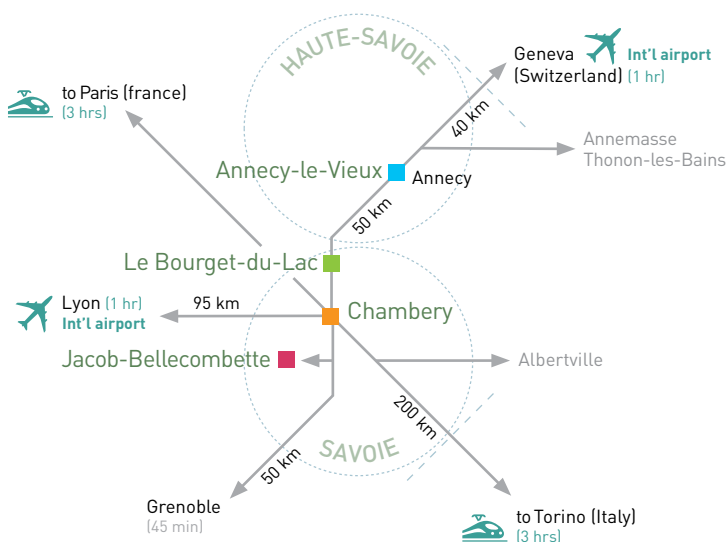 HAUTE-SAVOIE
Geneva
(Switzerland) (1 hr)
Int'l airport
to Paris (france)
(3 hrs)
40 km
Annemasse
Thonon-les-Bains
Annecy-le-Vieux
Annecy
50 km
Le Bourget-du-Lac
Lyon (1 hr)
Int'l airport
95 km
Chambery
Jacob-Bellecombette
Albertville
200 km
SAVOIE
50 km
Grenoble
(45 min)
to Torino (Italy)
(3 hrs)